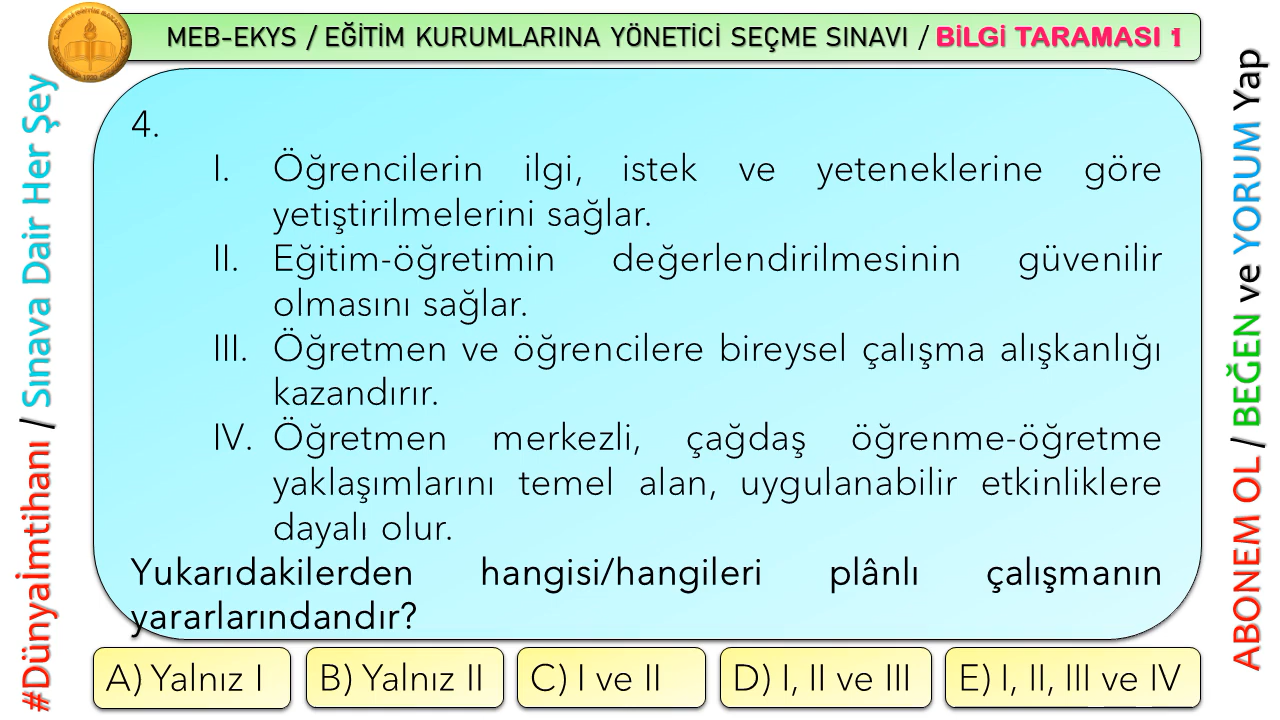 MEB-EKYS / EĞİTİM KURUMLARINA YÖNETİCİ SEÇME SINAVI / BİLGİ TARAMASI 1
#Dünyaİmtihanı / Sınava Dair Her Şey
4.
I. Öğrencilerin ilgi, istek ve yeteneklerine göre
yetiştirilmelerini sağlar.
II. Eğitim-öğretimin değerlendirilmesinin güvenilir
olmasını sağlar.
III. Öğretmen ve öğrencilere bireysel çalışma alışkanlığı
kazandırır.
IV. Öğretmen merkezli, çağdaş öğrenme-öğretme
yaklaşımlarını temel alan, uygulanabilir etkinliklere
dayalı olur.
Yukarıdakilerden hangisi/hangileri plânlı çalışmanın
yararlarındandır?
A) Yalnız I
B) Yalnız II
C) I ve II
D) I, II ve III
E) I, II, III ve IV
ABONEM OL / BEĞEN ve YORUM Yap